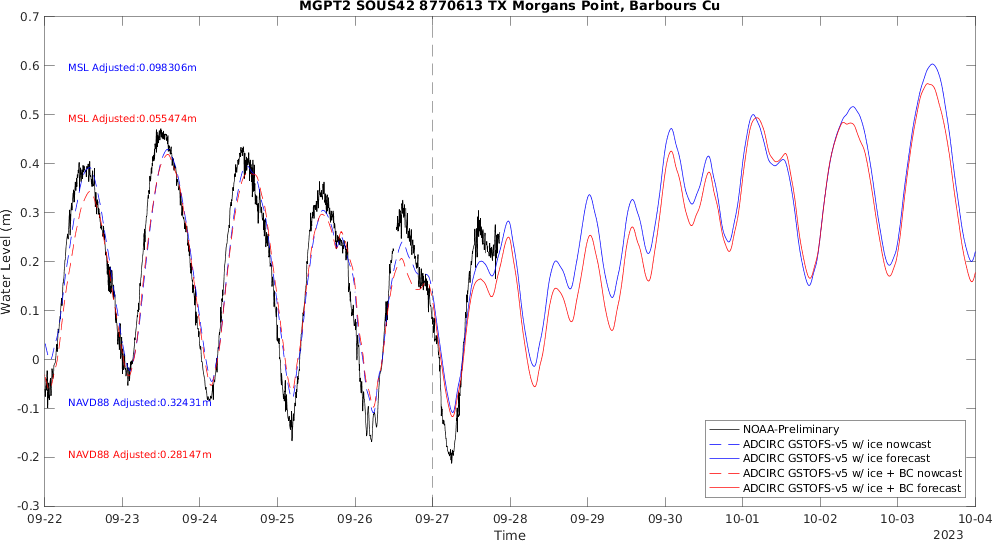 MGPT2 SOUS42 8770613 TX Morgans Point, Barbours Cu
0.7
0.6
0.5
0.4
0.3
0.2
0.1
0
-0.1
-0.2
-0.3
Water Level (m)
MSL Adjusted:0.098306m
MSL Adjusted:0.055474m
NAVD88 Adjusted:0.32431m
NAVD88 Adjusted:0.28147m
NOAA-Preliminary
ADCIRC GSTOFS-v5 w/ ice nowcast
ADCIRC GSTOFS-v5 w/ ice forecast
ADCIRC GSTOFS-v5 w/ ice + BC nowcast
ADCIRC GSTOFS-v5 w/ ice + BC forecast
09-22 09-23 09-24 09-25 09-26 09-27 09-28 09-29 09-30 10-01 10-02 10-03 10-04
Time
2023